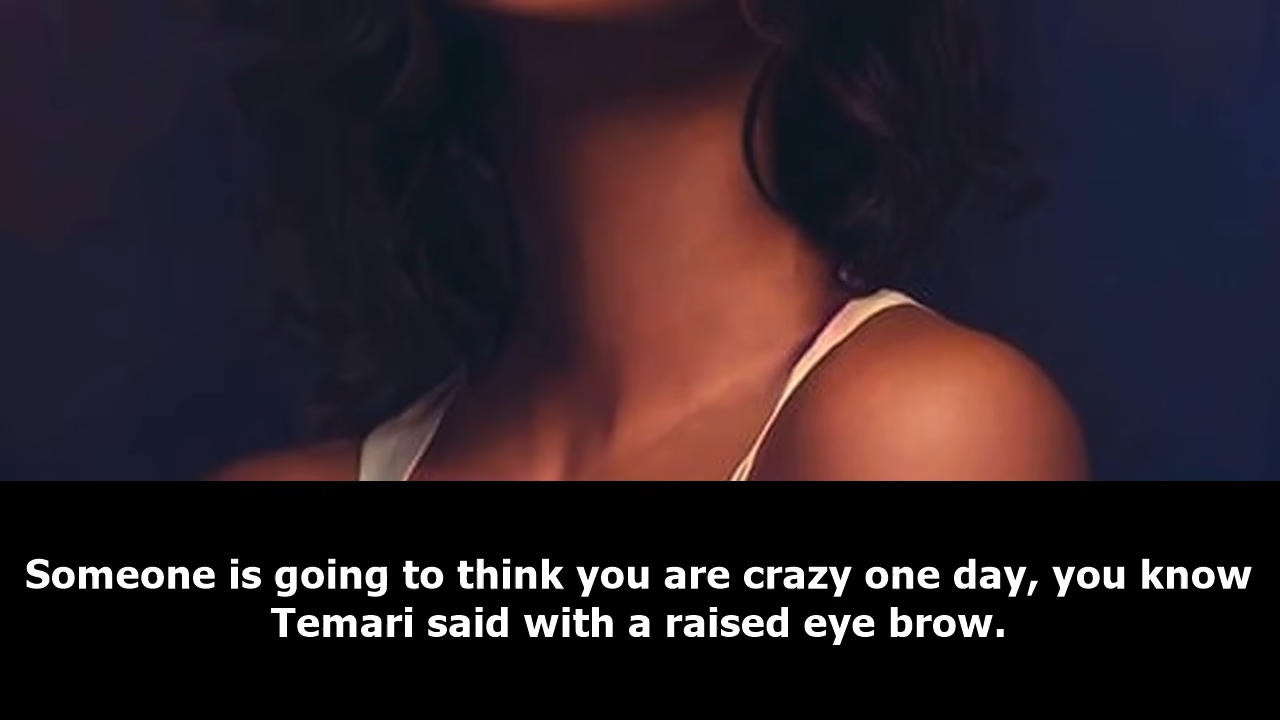 Someone is going to think you are crazy one day, you know
Temari said with a raised eye brow.